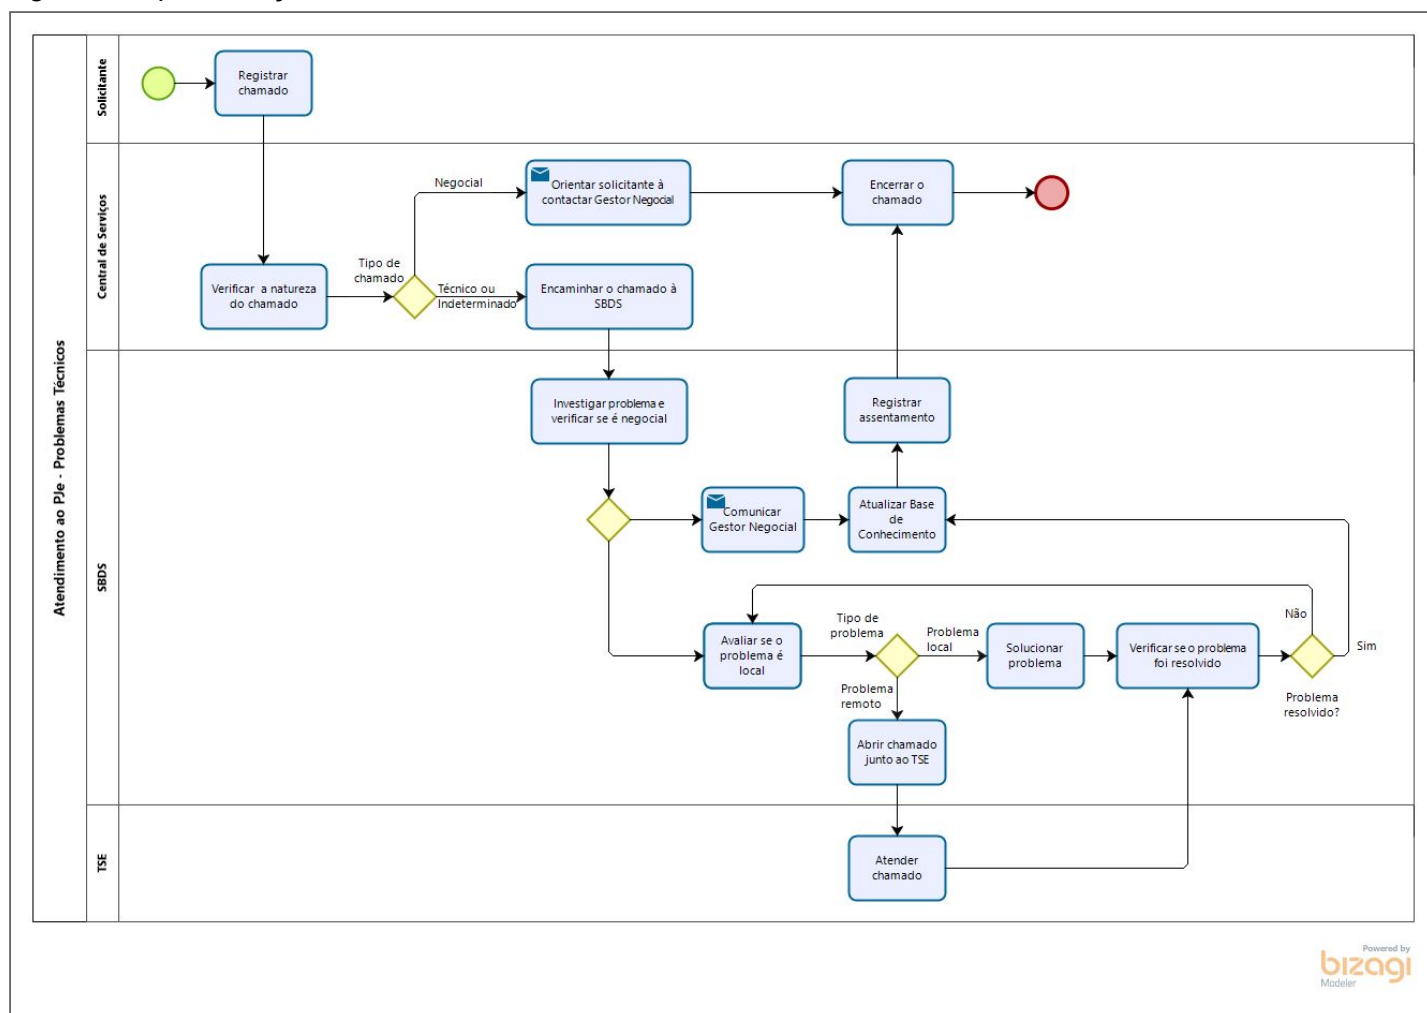 Solicitante
Registrar
chamado
Central de Serviços
Negocial
Orientar solicitante à
contactar Gestor Negocial
Encerrar o
chamado
Verificar a natureza
do chamado
Tipo de
chamado
Técnico ou
Indeterminado
Encaminhar o chamado à
SBDS
Atendimento ao PJe - Problemas Técnicos
SBDS
Investigar problema e
verificar se é negocial
Registrar
assentamento
Comunicar
Gestor Negocial
Atualizar Base
de
Conhecimento
Avaliar se o
problema é
local
Tipo de
problema
Problema
local
Solucionar
problema
Verificar se o problema
foi resolvido
Não
Sim
Problema
resolvido?
Problema
remoto
Abrir chamado
junto ao TSE
TSE
Atender
chamado
Powered by
bizagi
Modeler